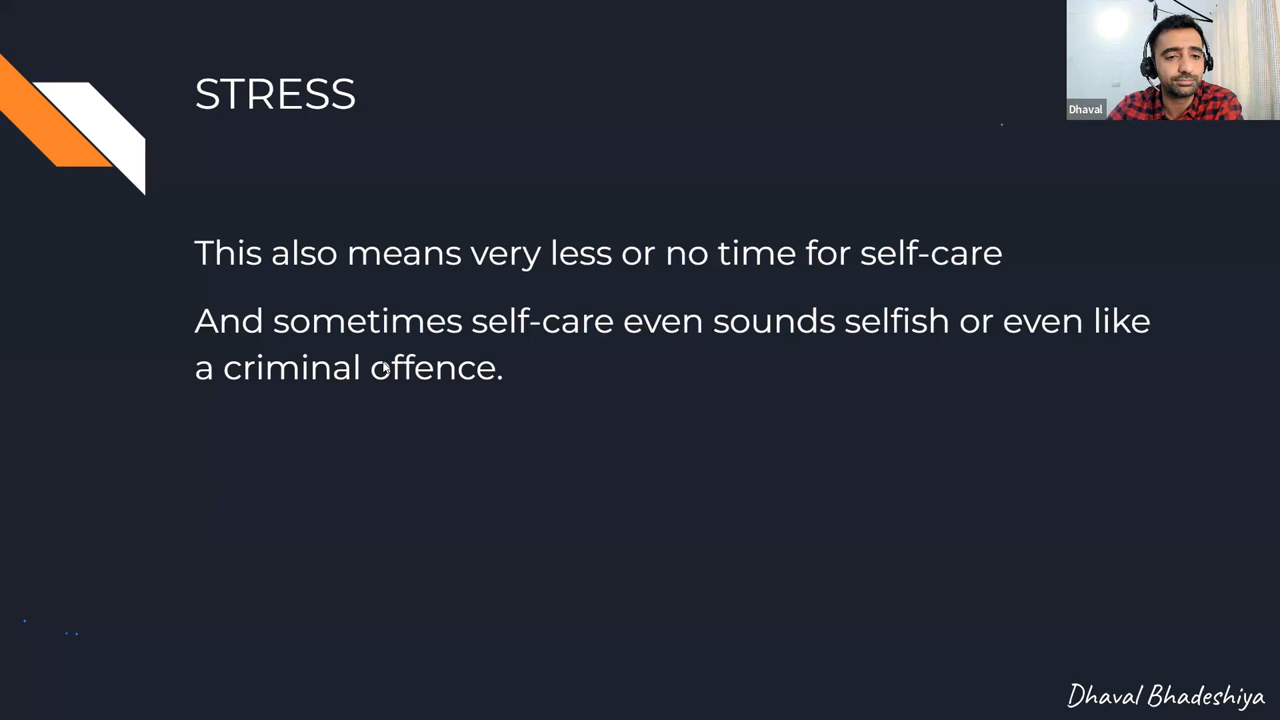 STRESS
Dhaval
This also means very less or no time for self-care
And sometimes self-care even sounds selfish or even like
a criminal offence.
Dhaval Bhadeshiya